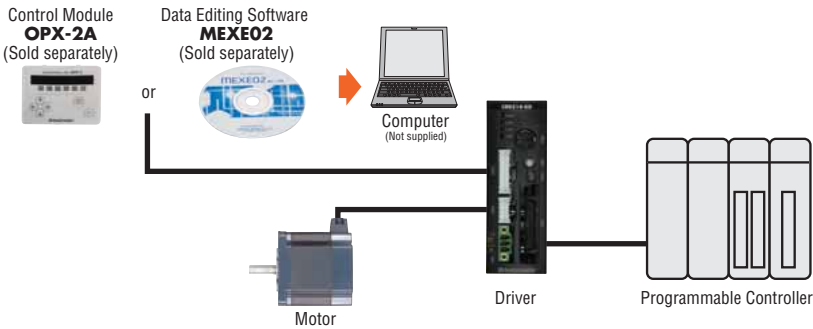 Control Module
OPX-2A
(Sold separately)
or
Data Editing Software
MEXE02
(Sold separately)
MEXE02
Computer
(Not supplied)
Motor
Driver
Programmable Controller